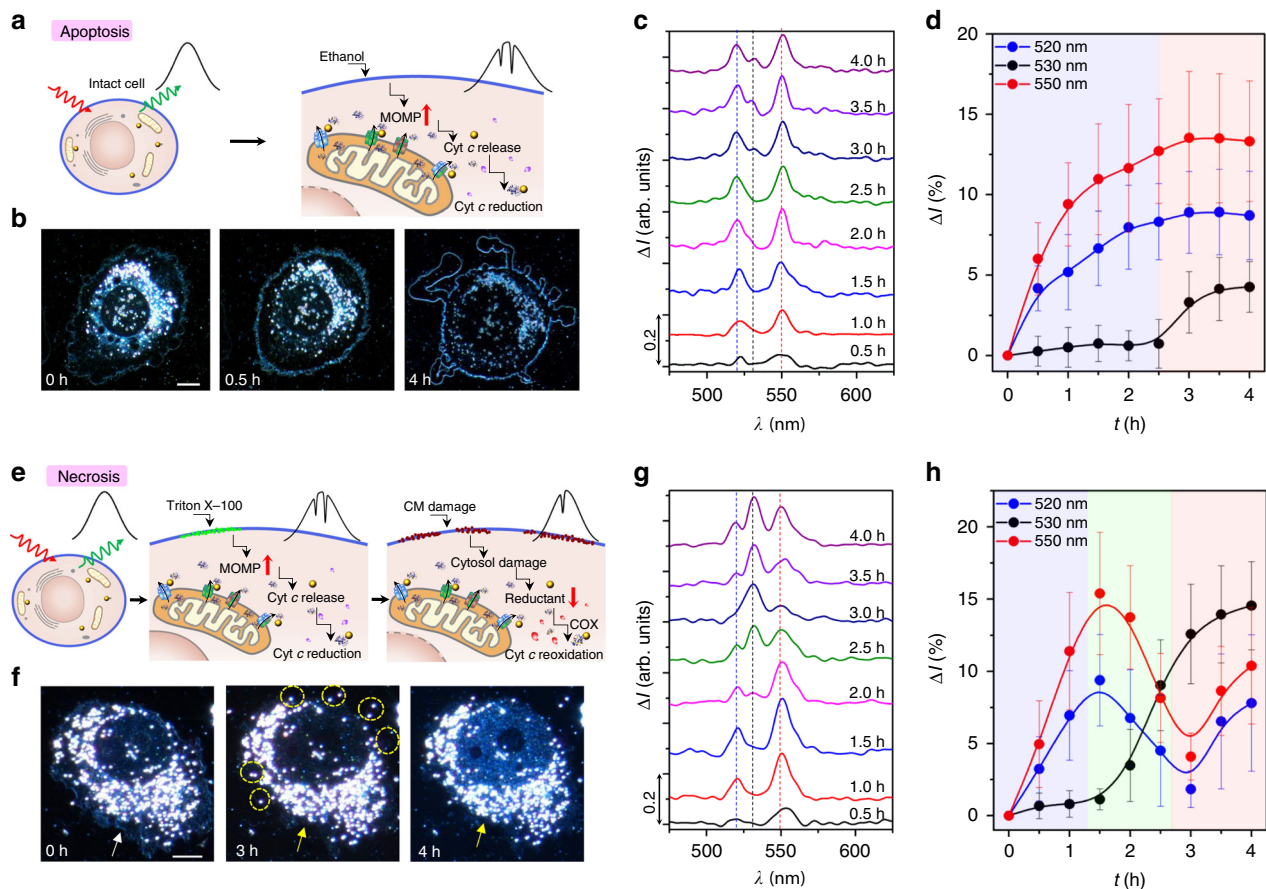 a
Apoptosis
Intact cell
Ethanol
MOMP
Cyt c release
Cyt c reduction
b
0 h
0.5 h
4 h
c
4.0 h
3.5 h
3.0 h
2.5 h
2.0 h
1.5 h
1.0 h
0.5 h
0.2
ΔI (arb. units)
500 550 600
λ (nm)
d
520 nm
530 nm
550 nm
20
15
10
5
0
ΔI (%)
0 1 2 3 4
t (h)
e
Necrosis
Triton X–100
MOMP
Cyt c release
Cyt c reduction
CM damage
Cytosol damage
Reductant
COX
Cyt c reoxidation
f
0 h
3 h
4 h
g
4.0 h
3.5 h
3.0 h
2.5 h
2.0 h
1.5 h
1.0 h
0.5 h
0.2
ΔI (arb. units)
500 550 600
λ (nm)
h
520 nm
530 nm
550 nm
20
15
10
5
0
ΔI (%)
0 1 2 3 4
t (h)